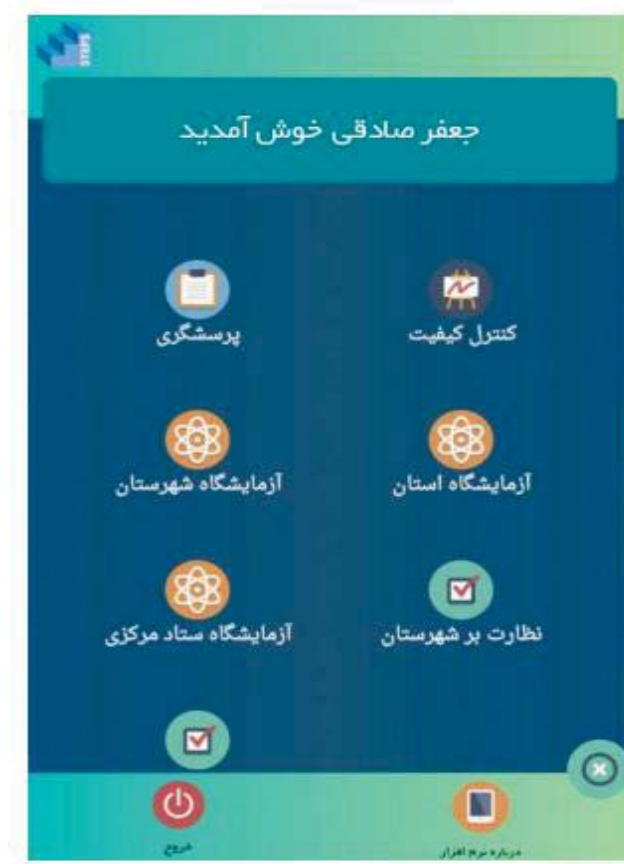 STEPS
جعفر صادقی خوش آمدید
کنترل کیفیت
پرسشگری
آزمایشگاه استان
آزمایشگاه شهرستان
نظارت بر شهرستان
آزمایشگاه ستاد مرکزی
درباره نرم افزار
خروج